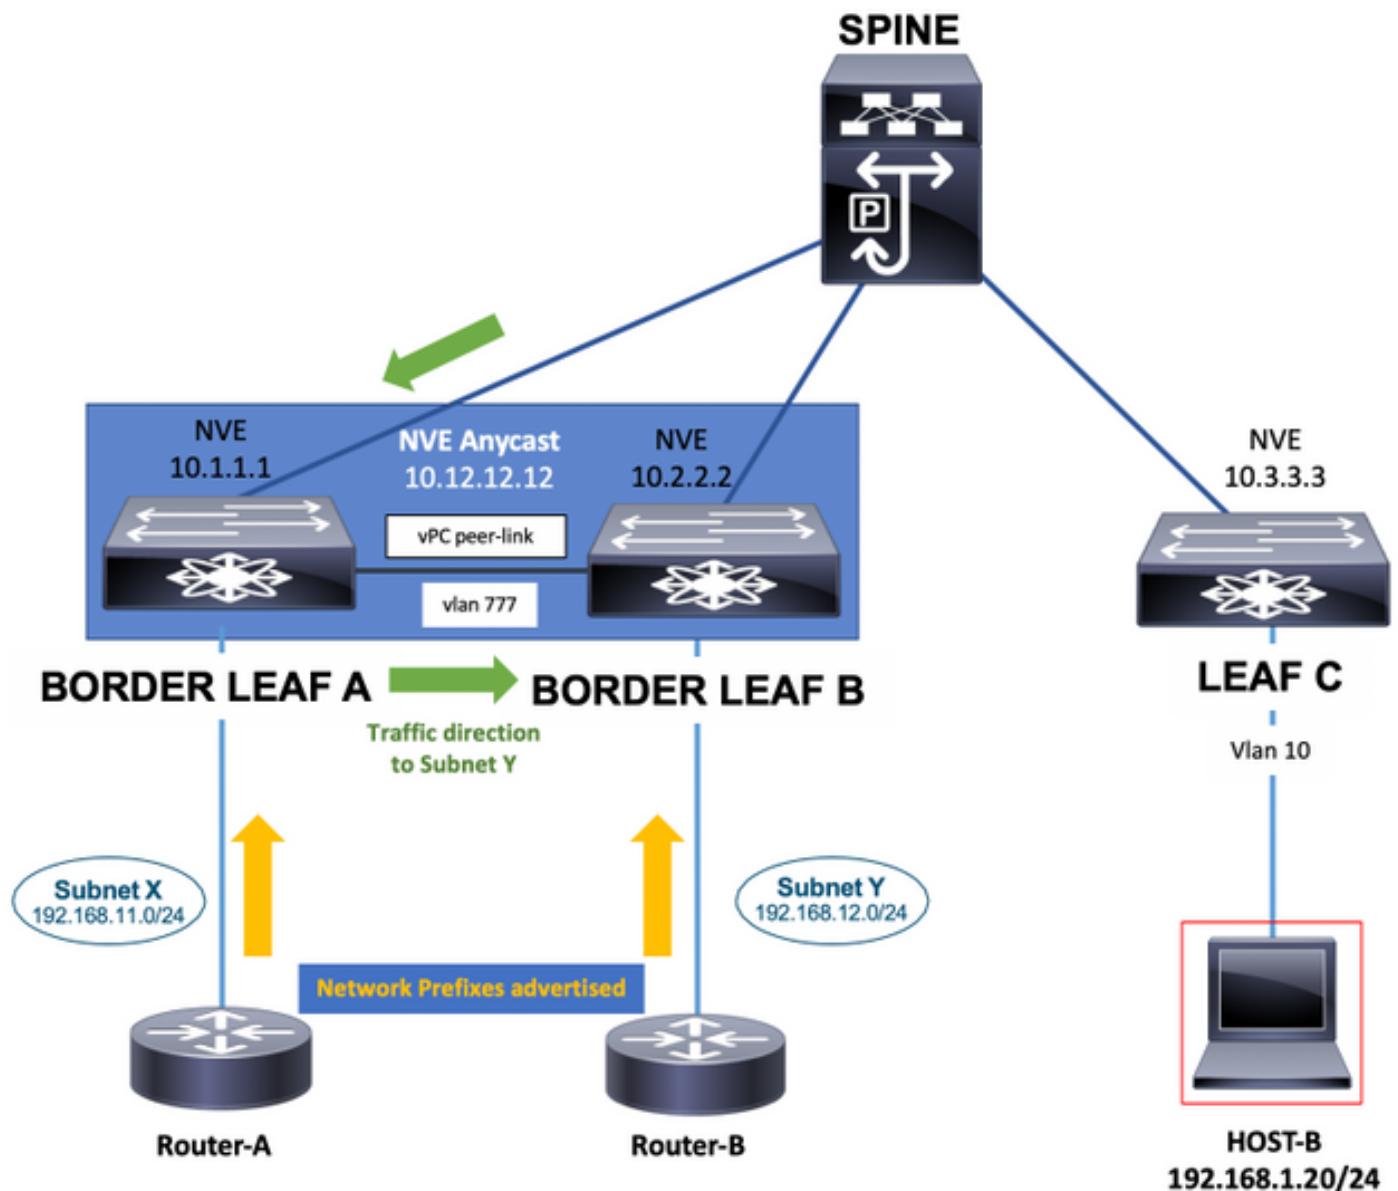 SPINE
P
NVE
10.1.1.1
NVE Anycast
10.12.12.12
NVE
10.2.2.2
NVE
10.3.3.3
vPC peer-link
vlan 777
BORDER LEAF A
BORDER LEAF B
LEAF C
Traffic direction
to Subnet Y
Vlan 10
Subnet X
192.168.11.0/24
Subnet Y
192.168.12.0/24
Network Prefixes advertised
Router-A
Router-B
HOST-B
192.168.1.20/24